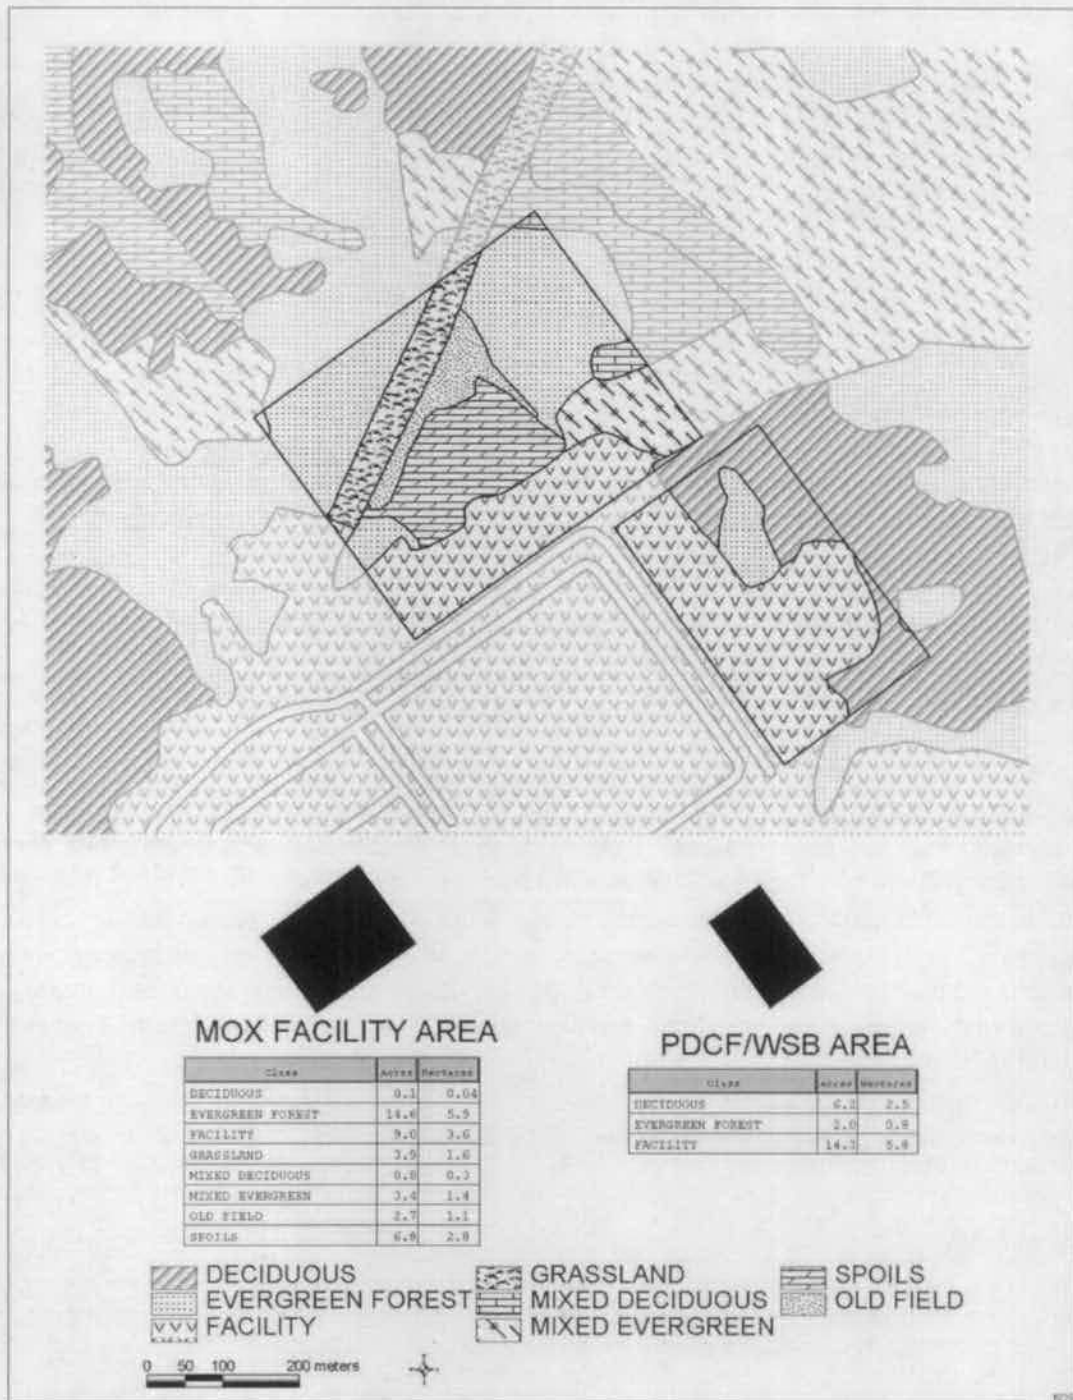 MOX FACILITY AREA
Class Acres Hectares
DECIDUOUS 0.1 0.04
EVERGREEN FOREST 14.6 5.9
FACILITY 9.0 3.6
GRASSLAND 3.9 1.6
MIXED DECIDUOUS 0.8 0.3
MIXED EVERGREEN 3.4 1.4
OLD FIELD 2.7 1.1
SPOILS 6.9 2.8
PDCF/WSB AREA
Class Acres Hectares
DECIDUOUS 6.2 2.5
EVERGREEN FOREST 2.0 0.8
FACILITY 14.3 5.8
DECIDUOUS
EVERGREEN FOREST
FACILITY
GRASSLAND
MIXED DECIDUOUS
MIXED EVERGREEN
SPOILS
OLD FIELD
0 50 100 200 meters